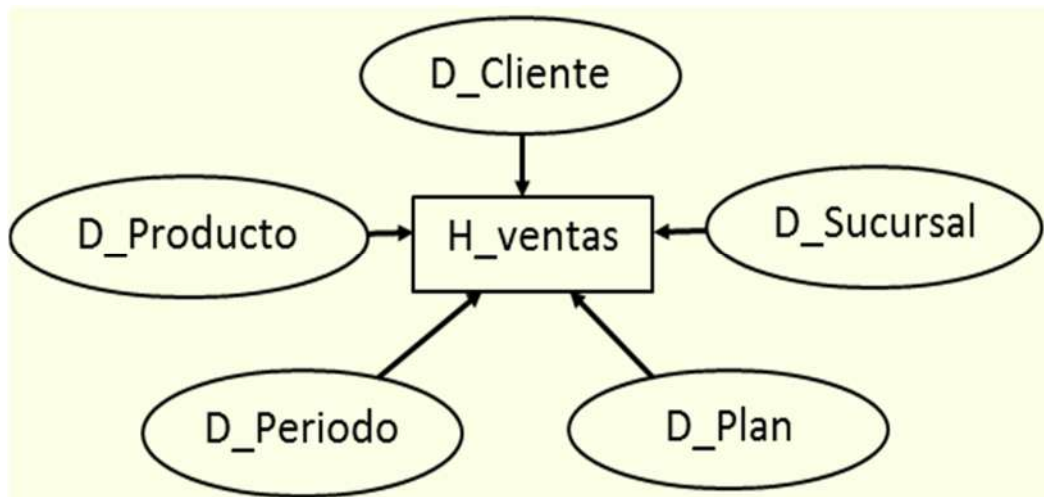 D_Cliente
D_Producto
H_ventas
D_Sucursal
D_Periodo
D_Plan